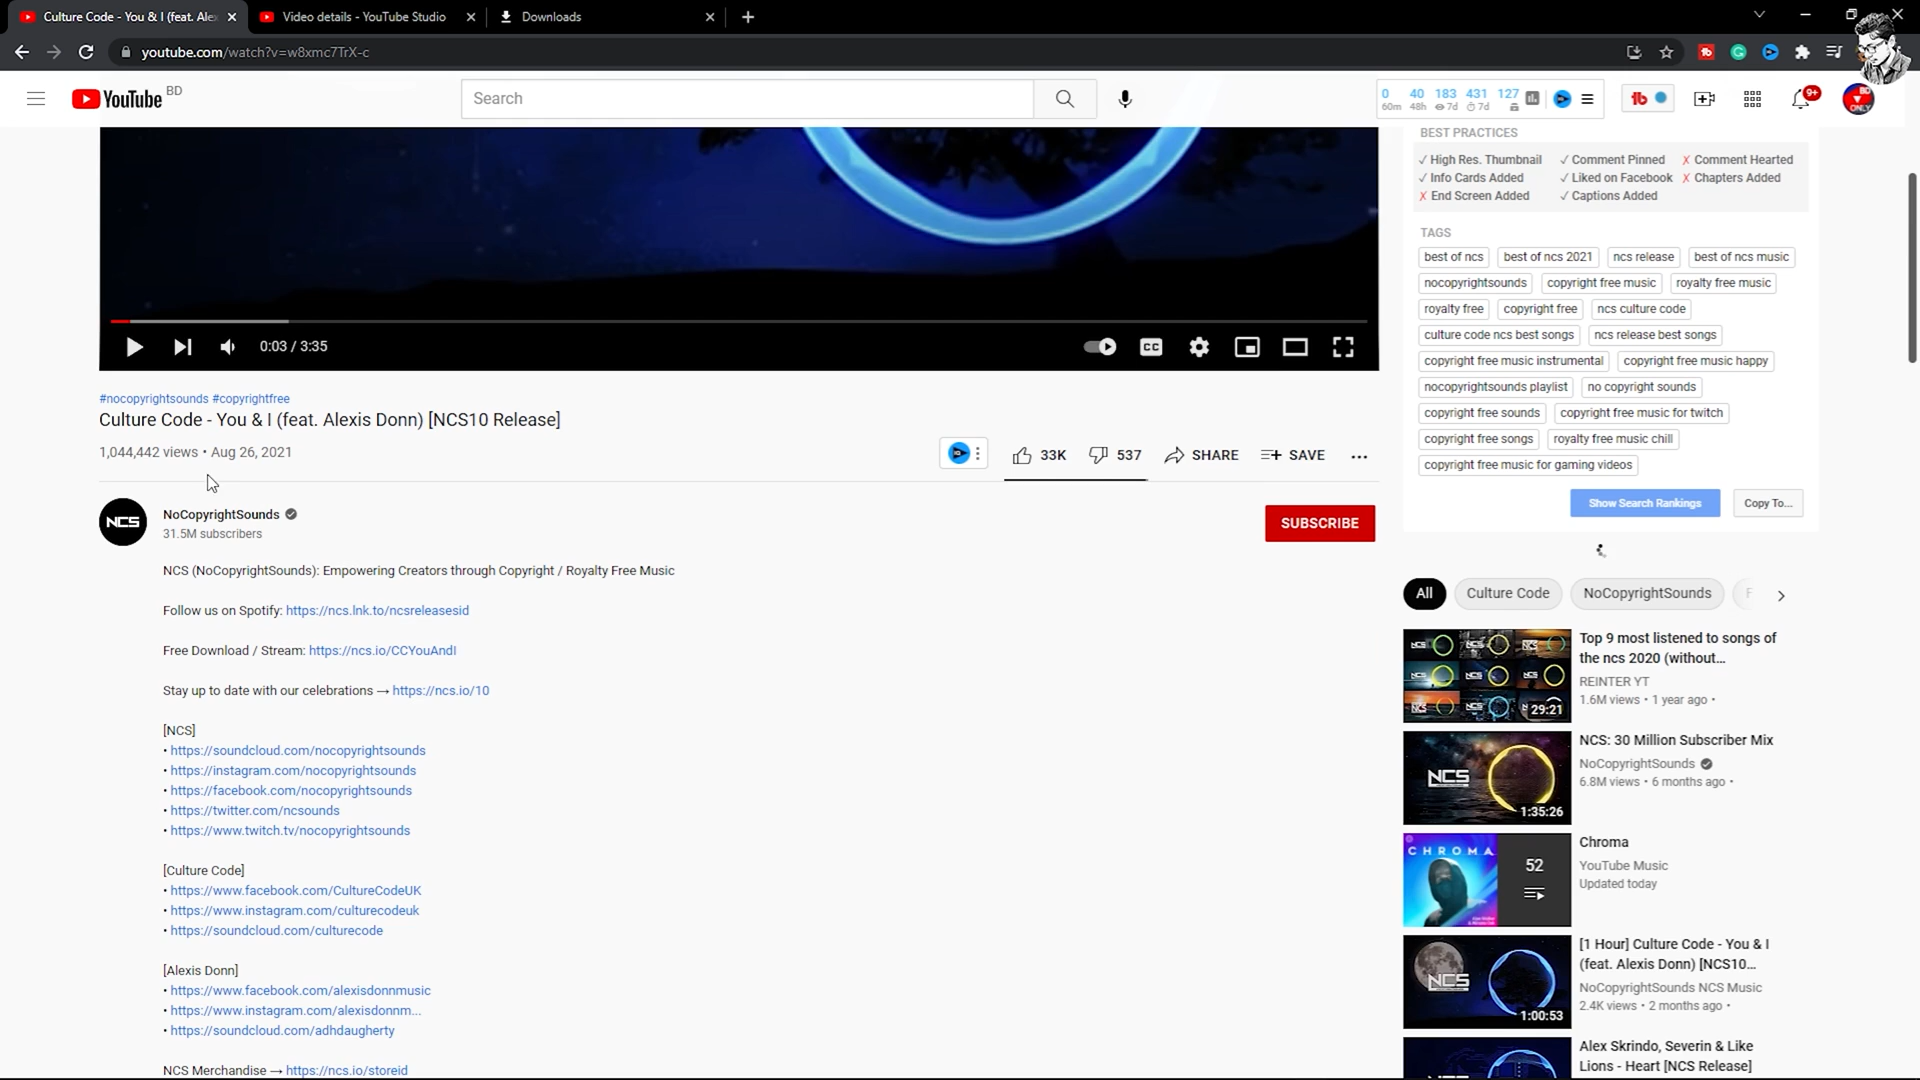 Culture Code - You & I (feat. Ale
Video details - YouTube Studio
Downloads
youtube.com/watch?v=w8xmc7TrX-c
YouTube BD
Search
0 40 183 431 127
60m 48h 7d 7d
9+
BEST PRACTICES
✓ High Res. Thumbnail ✓ Comment Pinned ✗ Comment Hearted
✓ Info Cards Added ✓ Liked on Facebook ✗ Chapters Added
✗ End Screen Added ✓ Captions Added
TAGS
best of ncs best of ncs 2021 ncs release best of ncs music
nocopyrightsounds copyright free music royalty free music
royalty free copyright free ncs culture code
culture code ncs best songs ncs release best songs
copyright free music instrumental copyright free music happy
nocopyrightsounds playlist no copyright sounds
copyright free sounds copyright free music for twitch
copyright free songs royalty free music chill
copyright free music for gaming videos
Show Search Rankings Copy To...
0:03 / 3:35
CC
#nocopyrightsounds #copyrightfree
Culture Code - You & I (feat. Alexis Donn) [NCS10 Release]
1,044,442 views • Aug 26, 2021
33K 537 SHARE SAVE ...
NCS
NoCopyrightSounds
31.5M subscribers
SUBSCRIBE
NCS (NoCopyrightSounds): Empowering Creators through Copyright / Royalty Free Music
Follow us on Spotify: https://ncs.lnk.to/ncsreleasesid
Free Download / Stream: https://ncs.io/CCYouAndI
Stay up to date with our celebrations → https://ncs.io/10
[NCS]
• https://soundcloud.com/nocopyrightsounds
• https://instagram.com/nocopyrightsounds
• https://facebook.com/nocopyrightsounds
• https://twitter.com/ncsounds
• https://www.twitch.tv/nocopyrightsounds
[Culture Code]
• https://www.facebook.com/CultureCodeUK
• https://www.instagram.com/culturecodeuk
• https://soundcloud.com/culturecode
[Alexis Donn]
• https://www.facebook.com/alexisdonnmusic
• https://www.instagram.com/alexisdonnm...
• https://soundcloud.com/adhdaugherty
NCS Merchandise → https://ncs.io/storeid
All Culture Code NoCopyrightSounds F
Top 9 most listened to songs of
the ncs 2020 (without...
REINTER YT
1.6M views • 1 year ago •
29:21
NCS: 30 Million Subscriber Mix
NoCopyrightSounds
6.8M views • 6 months ago •
NCS
1:35:26
Chroma
YouTube Music
Updated today
CHROMA
52
[1 Hour] Culture Code - You & I
(feat. Alexis Donn) [NCS10...
NoCopyrightSounds NCS Music
2.4K views • 2 months ago •
NCS
1:00:53
Alex Skrindo, Severin & Like
Lions - Heart [NCS Release]